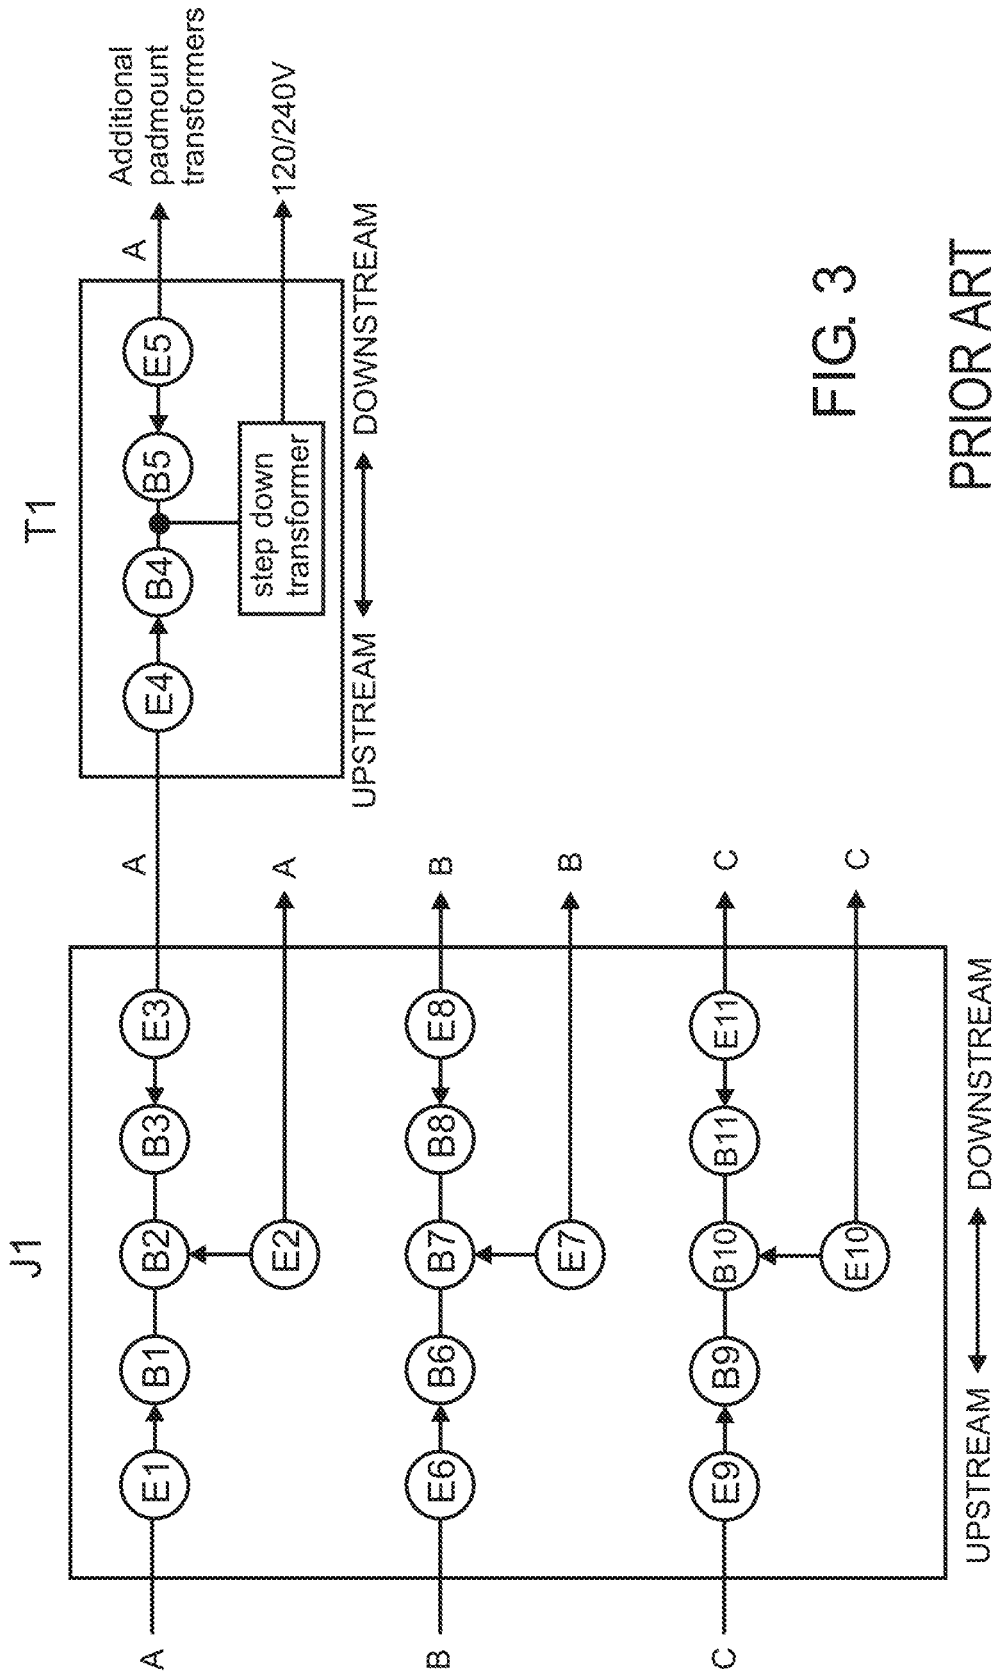 J1
T1
A
E1
B1
B2
B3
E3
A
E4
B4
B5
E5
A
Additional
padmount
transformers
E2
A
step down
transformer
120/240V
UPSTREAM
DOWNSTREAM
B
E6
B6
B7
B8
E8
B
E7
B
C
E9
B9
B10
B11
E11
C
E10
C
UPSTREAM
DOWNSTREAM
FIG. 3
PRIOR ART